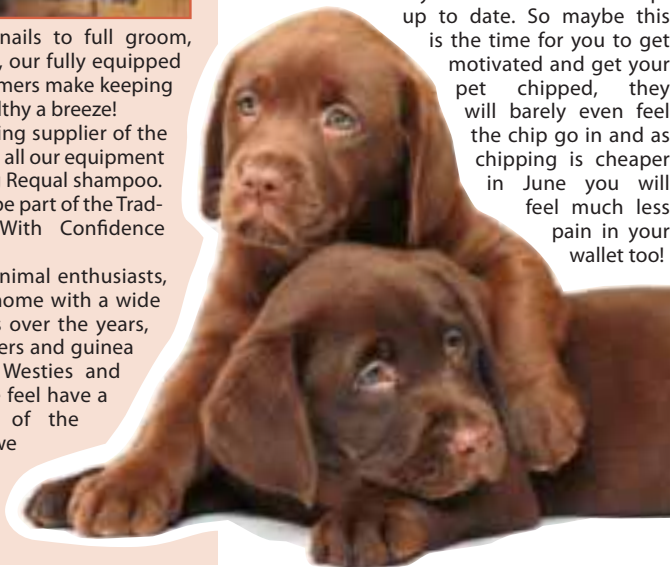 nails to full groom,
, our fully equipped
mers make keeping
lthy a breeze!
ing supplier of the
all our equipment
Requal shampoo.
be part of the Trad-
With Confidence
nimal enthusiasts,
home with a wide
s over the years,
ers and guinea
Westies and
feel have a
of the
we
up to date. So maybe this
is the time for you to get
motivated and get your
pet chipped, they
will barely even feel
the chip go in and as
chipping is cheaper
in June you will
feel much less
pain in your
wallet too!